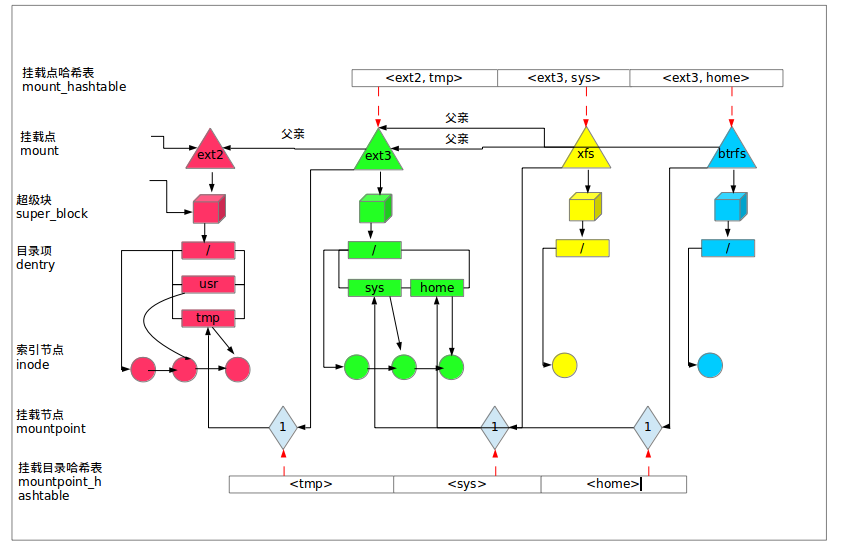 挂载点哈希表
mount_hashtable
<ext2, tmp>
<ext3, sys>
<ext3, home>
父亲
父亲
父亲
挂载点
mount
ext2
ext3
xfs
btrfs
超级块
super_block
目录项
dentry
/
/
/
/
usr
sys
home
tmp
索引节点
inode
挂载节点
mountpoint
1
1
1
挂载目录哈希表
mountpoint_h
ashtable
<tmp>
<sys>
<home>